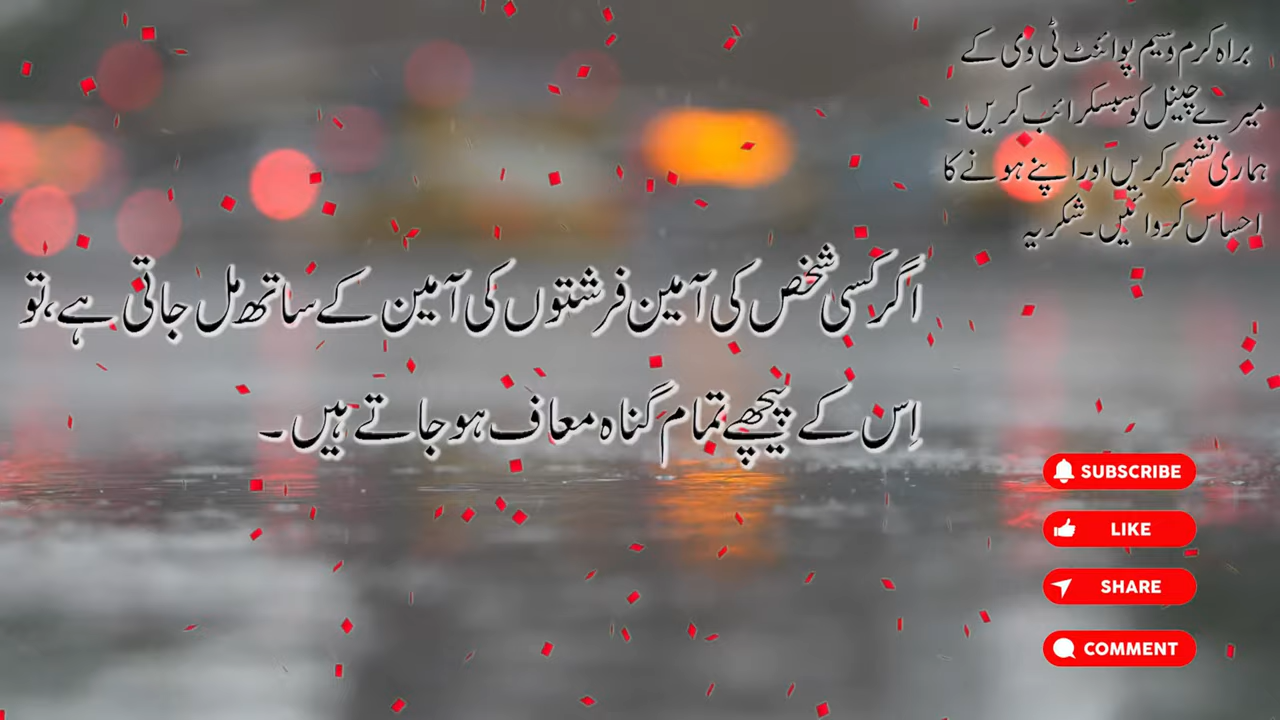 براہ کرم وسیم پوائنٹ ٹی وی کے
میرے چینل کو سبسکرائب کریں۔
ہماری تشہیر کریں اور اپنے ہونے کا
احساس کروائیں۔ شکریہ
اگر کسی شخص کی آمین فرشتوں کی آمین کے ساتھ مل جاتی ہے، تو
اِس کے پیچھے تمام گناہ معاف ہو جاتے ہیں۔
SUBSCRIBE
LIKE
SHARE
COMMENT